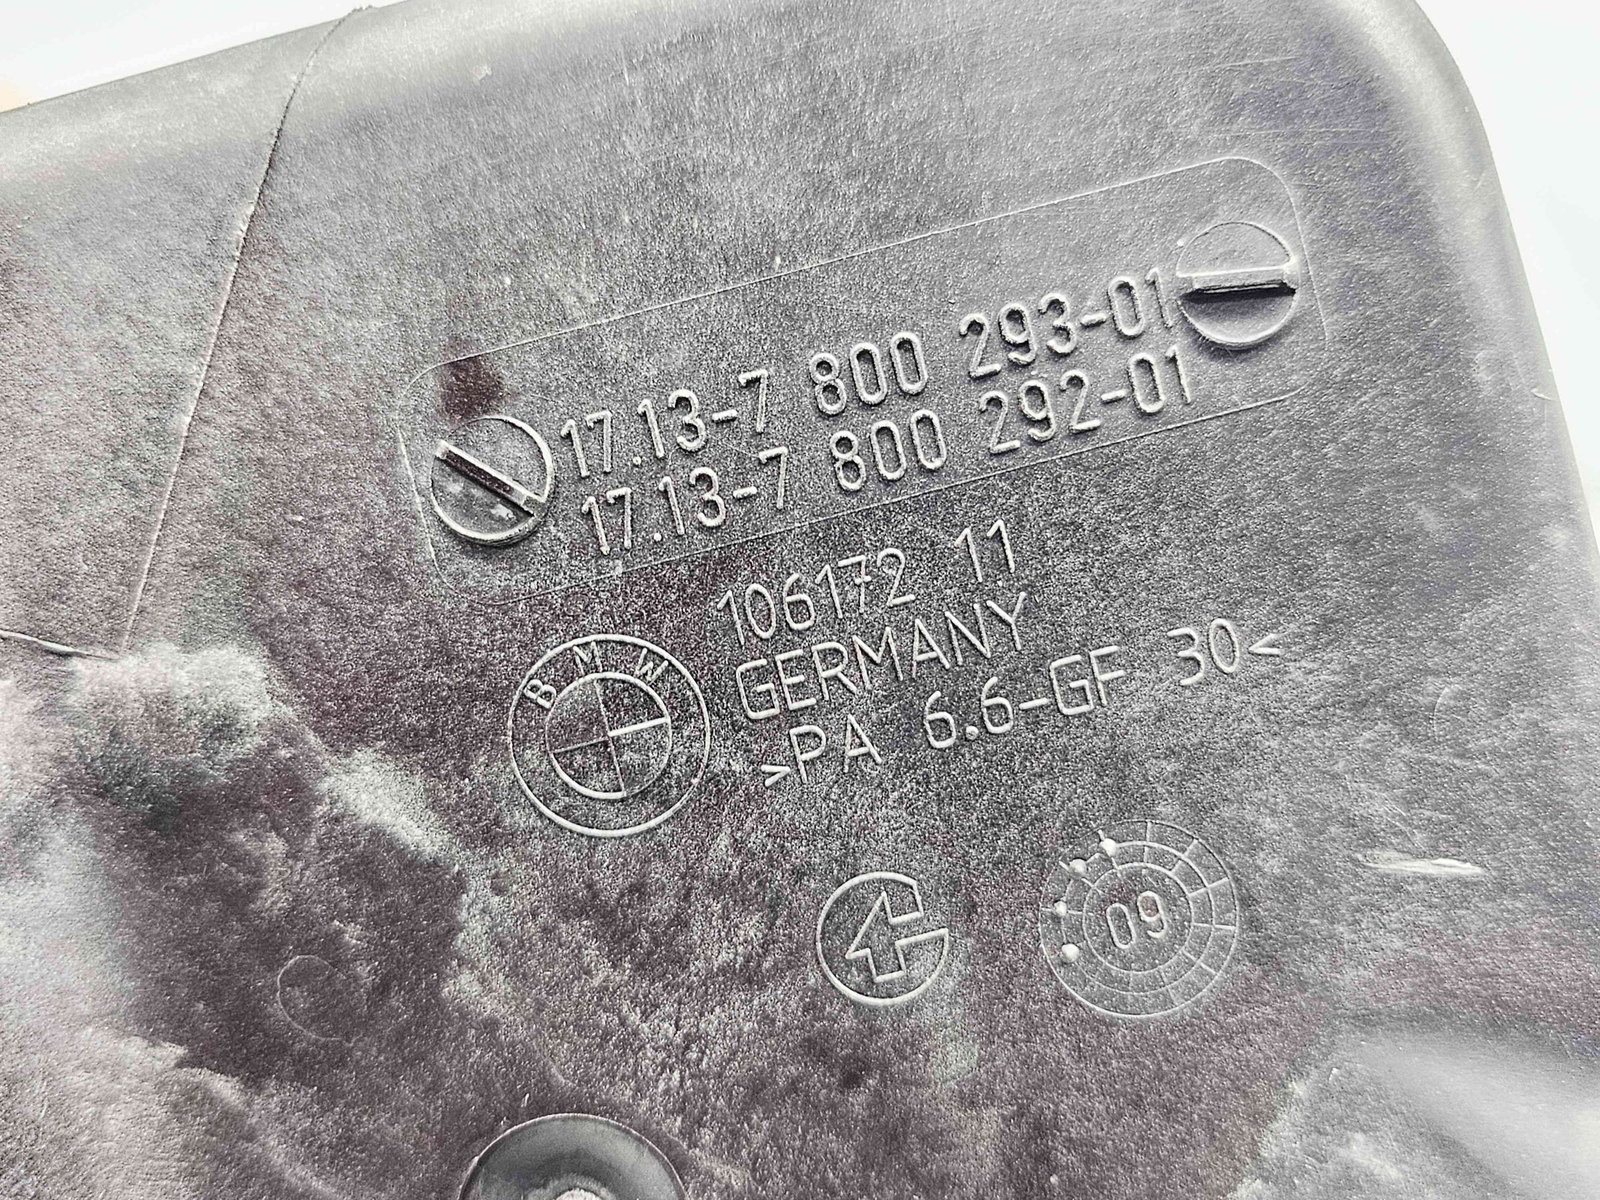 17.13-7 800 293-01
17.13-7 800 292-01
106172 11
GERMANY
>PA 6.6-GF 30<
BMW
09